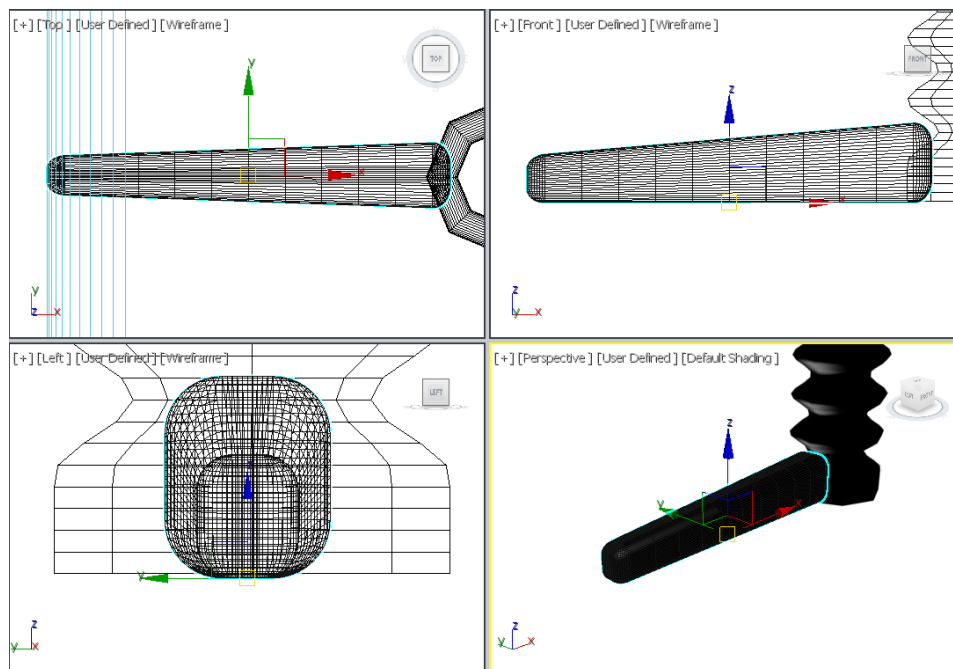 [+] [Top] [User Defined] [Wireframe]
TOP
y
x
y
z x
[+] [Front] [User Defined] [Wireframe]
FRONT
z
x
z
y x
[+] [Left] [User Defined] [Wireframe]
LEFT
y
z
y x
[+] [Perspective] [User Defined] [Default Shading]
FRONT
z
y
x
z
y x